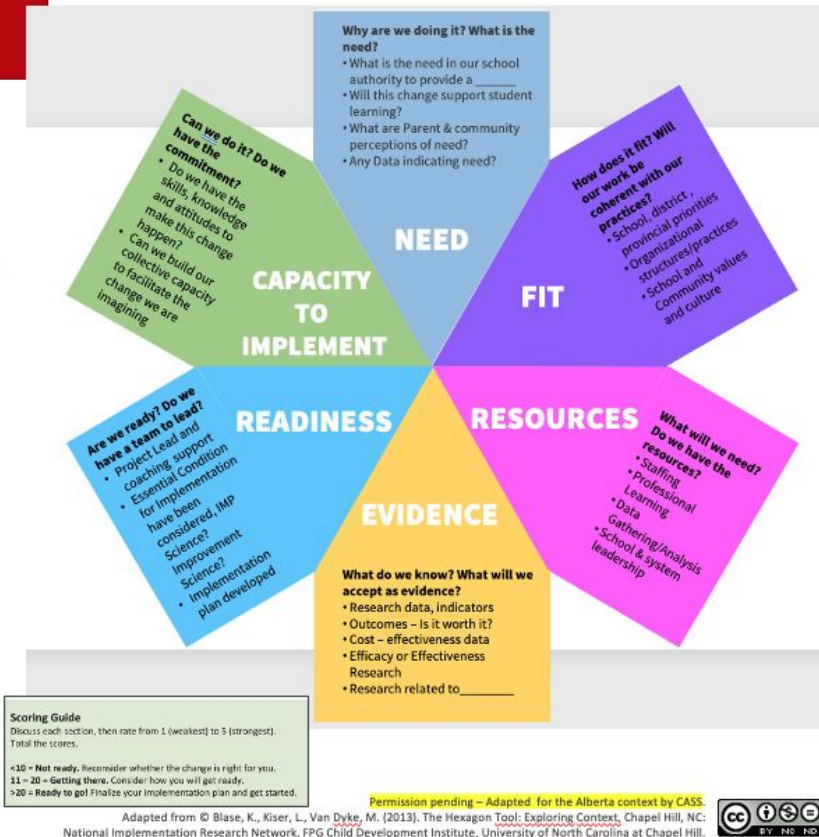 Why are we doing it? What is the
need?
• What is the need in our school
authority to provide a ______
• Will this change support student
learning?
• What are Parent & community
perceptions of need?
• Any Data indicating need?
NEED
How does it fit? Will
our work be
coherent with our
practices?
• School, district,
provincial priorities
• Organizational
structures/practices
• School and
Community values
and culture
FIT
What will we need?
Do we have the
resources?
• Staffing
• Professional
Learning
• Data
Gathering/Analysis
• School & system
leadership
RESOURCES
EVIDENCE
What do we know? What will we
accept as evidence?
• Research data, indicators
• Outcomes – Is it worth it?
• Cost – effectiveness data
• Efficacy or Effectiveness
Research
• Research related to________
READINESS
Are we ready? Do we
have a team to lead?
• Project Lead and
coaching support
• Essential Condition
for Implementation
have been
considered, IMP
Science?
Improvement
Science?
• Implementation
plan developed
Can we do it? Do we
have the
commitment?
• Do we have the
skills, knowledge
and attitudes to
make this change
happen?
• Can we build our
collective capacity
to facilitate the
change we are
imagining
CAPACITY
TO
IMPLEMENT
Scoring Guide
Discuss each section, then rate from 1 (weakest) to 5 (strongest).
Total the scores.
<10 = Not ready. Reconsider whether the change is right for you.
11 – 20 = Getting there. Consider how you will get ready.
>20 = Ready to go! Finalize your implementation plan and get started.
Permission pending – Adapted for the Alberta context by CASS.
Adapted from © Blase, K., Kiser, L., Van Dyke, M. (2013). The Hexagon Tool: Exploring Context, Chapel Hill, NC:
National Implementation Research Network, FPG Child Development Institute, University of North Carolina at Chapel Hill.
CC
BY NC ND